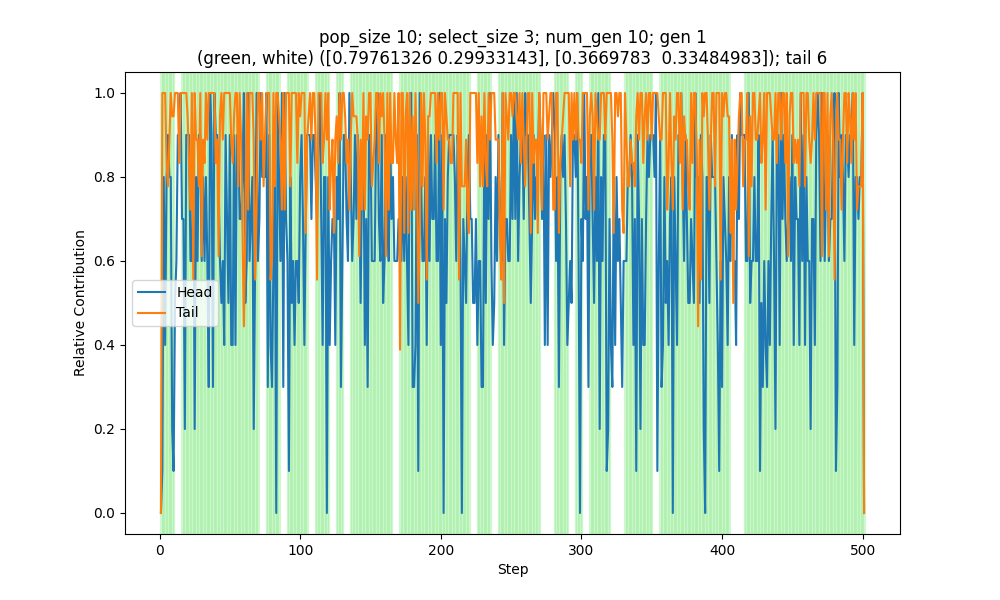 pop_size 10; select_size 3; num_gen 10; gen 1
(green, white) ([0.79761326 0.29933143], [0.3669783  0.33484983]); tail 6
1.0
0.8
0.6
0.4
0.2
0.0
Relative Contribution
Head
Tail
0
100
200
300
400
500
Step